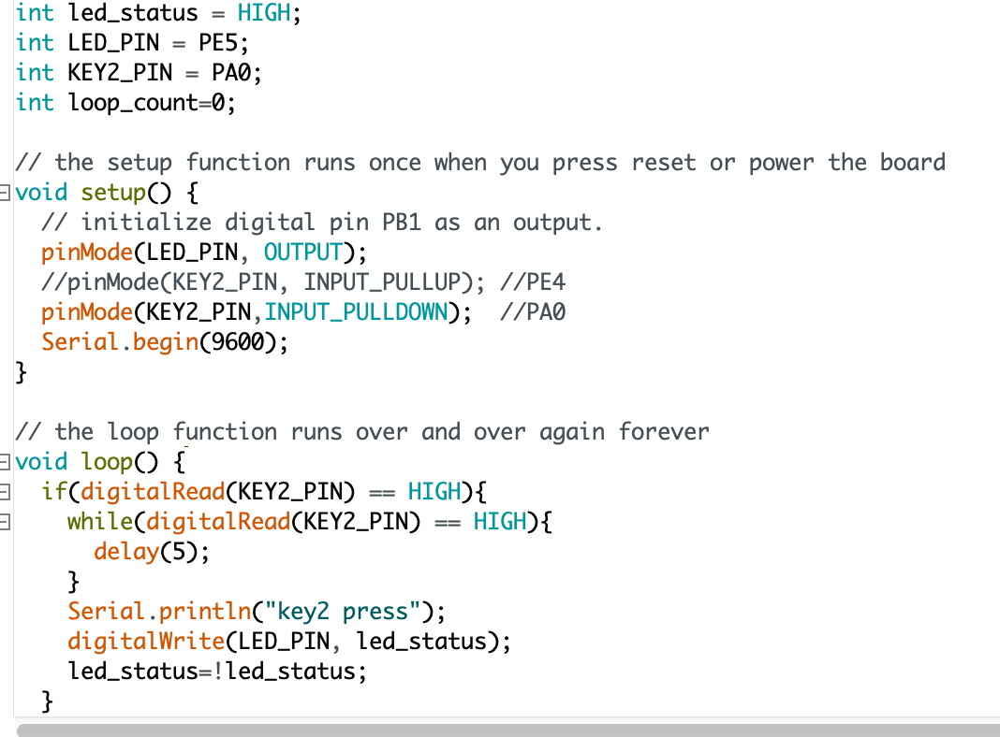 int led_status = HIGH;
int LED_PIN = PE5;
int KEY2_PIN = PA0;
int loop_count=0;
// the setup function runs once when you press reset or power the board
void setup() {
// initialize digital pin PB1 as an output.
pinMode(LED_PIN, OUTPUT);
//pinMode(KEY2_PIN, INPUT_PULLUP); //PE4
pinMode(KEY2_PIN,INPUT_PULLDOWN);  //PA0
Serial.begin(9600);
}
// the loop function runs over and over again forever
void loop() {
if(digitalRead(KEY2_PIN) == HIGH){
while(digitalRead(KEY2_PIN) == HIGH){
delay(5);
}
Serial.println("key2 press");
digitalWrite(LED_PIN, led_status);
led_status=!led_status;
}